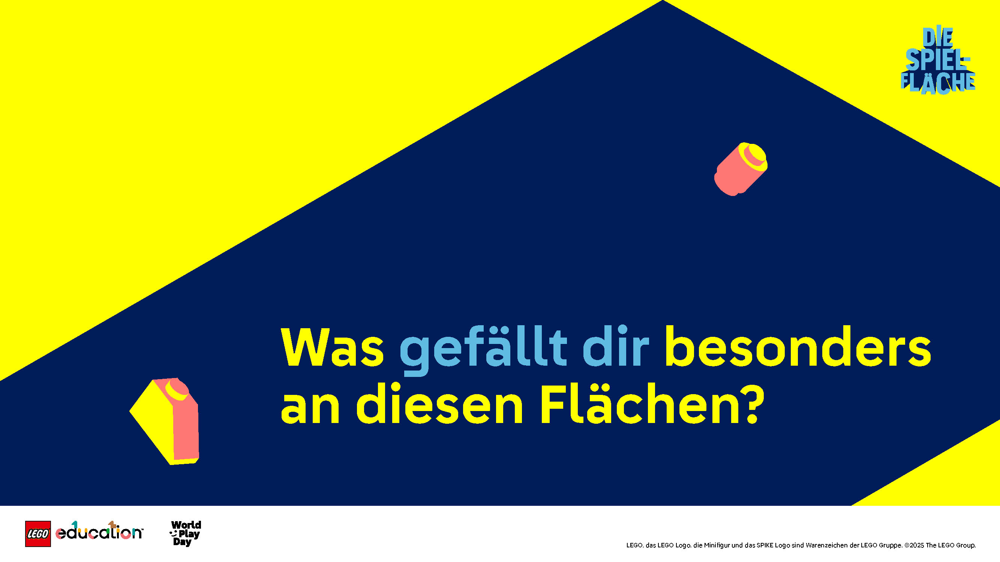 DIE
SPIEL-
FLÄCHE
Was gefällt dir besonders
an diesen Flächen?
LEGO education™
World
Play
Day
LEGO, das LEGO Logo, die Minifigur und das SPIKE Logo sind Warenzeichen der LEGO Gruppe. ©2025 The LEGO Group.